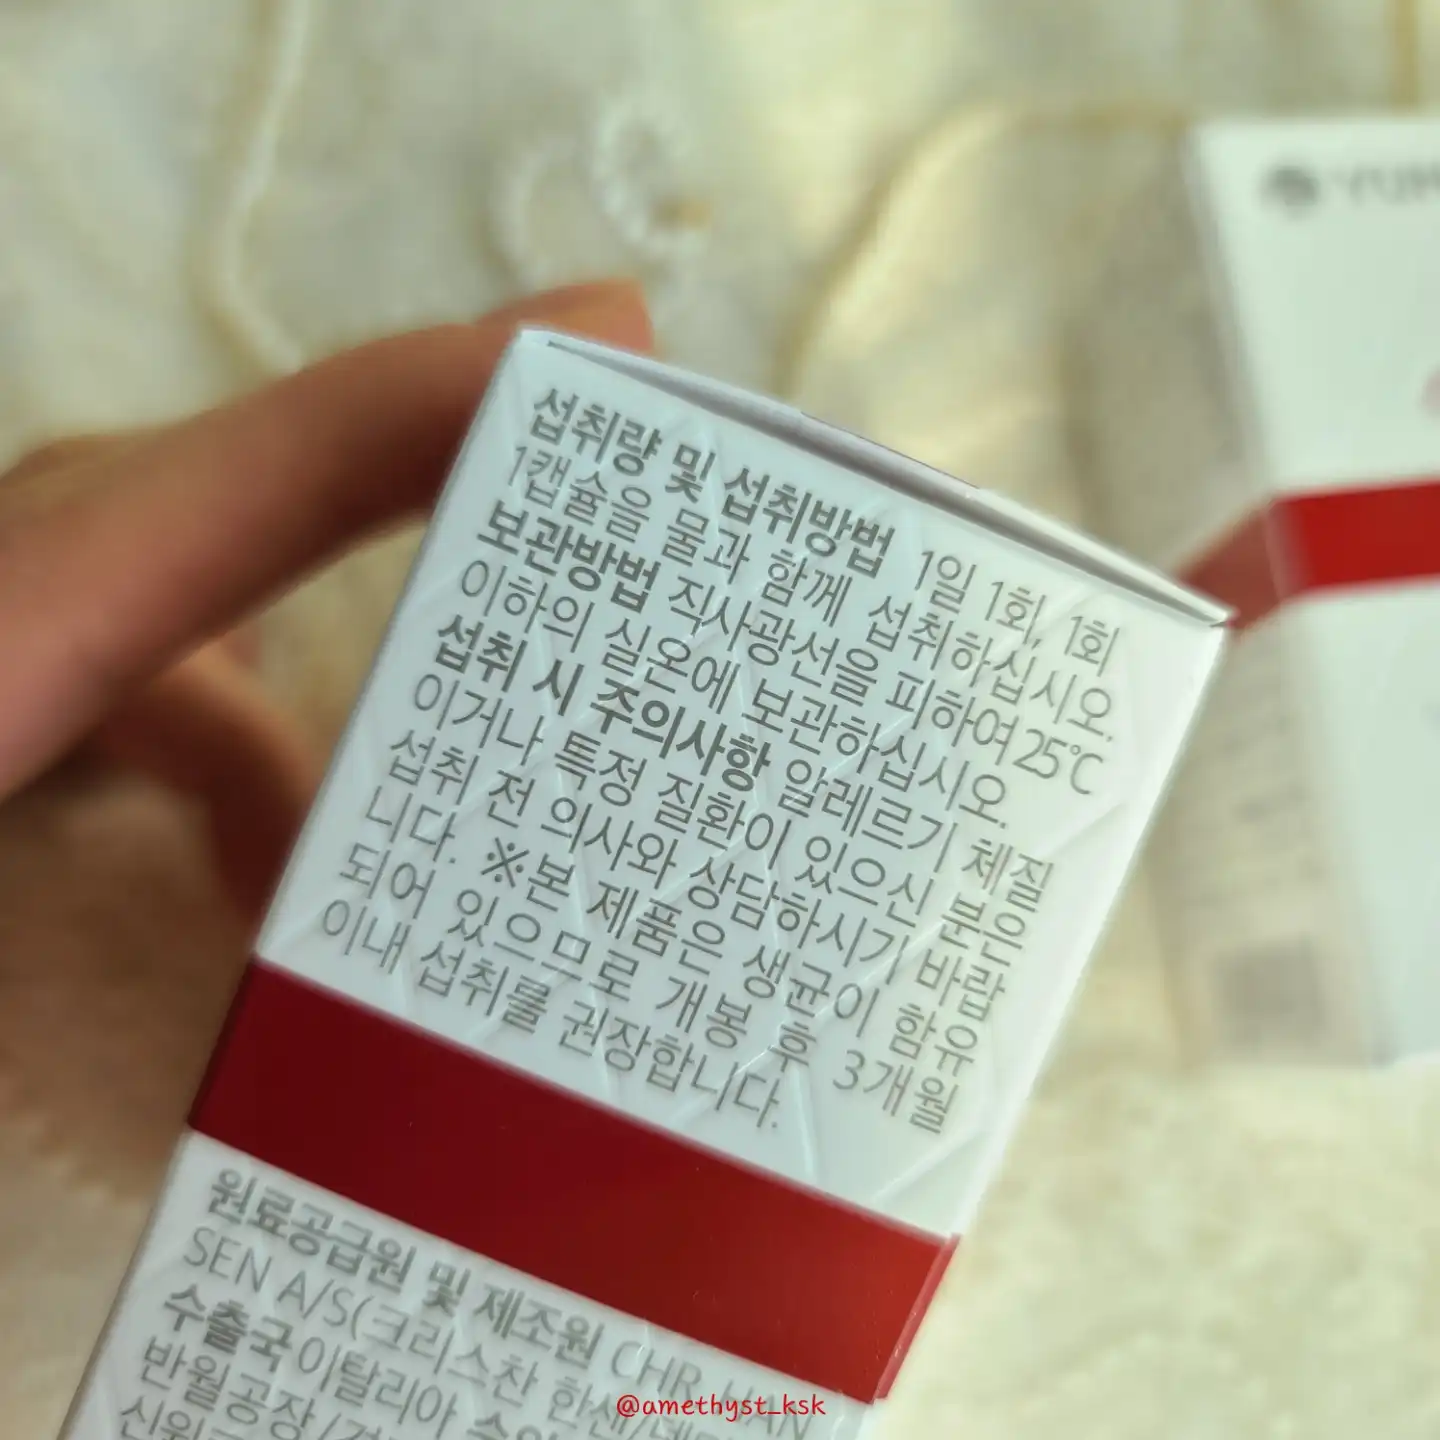 섭취량 및 섭취방법 1일 1회, 1회
1캡슐을 물과 함께 섭취하십시오.
보관방법 직사광선을 피하여 25℃
이하의 실온에 보관하십시오.
섭취 시 주의사항 알레르기 체질
이거나 특정 질환이 있으신 분은
섭취 전 의사와 상담하시기 바랍
니다. ※본 제품은 생균이 함유
되어 있으므로 개봉 후 3개월
이내 섭취를 권장합니다.
원료공급원 및 제조원 CHR. HAN
SEN A/S(크리스찬 한센/덴마
수출국 이탈리아
반월공장
@amethyst_ksk